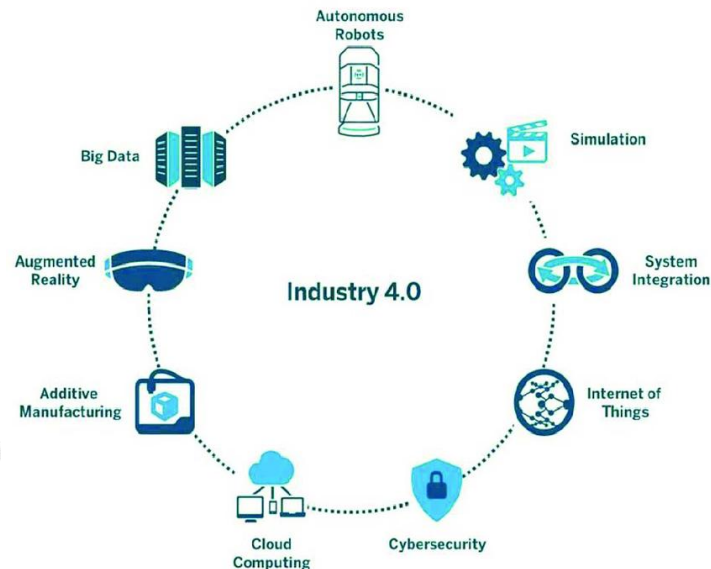 Autonomous
Robots
Simulation
System
Integration
Internet of
Things
Cybersecurity
Cloud
Computing
Additive
Manufacturing
Augmented
Reality
Big Data
Industry 4.0